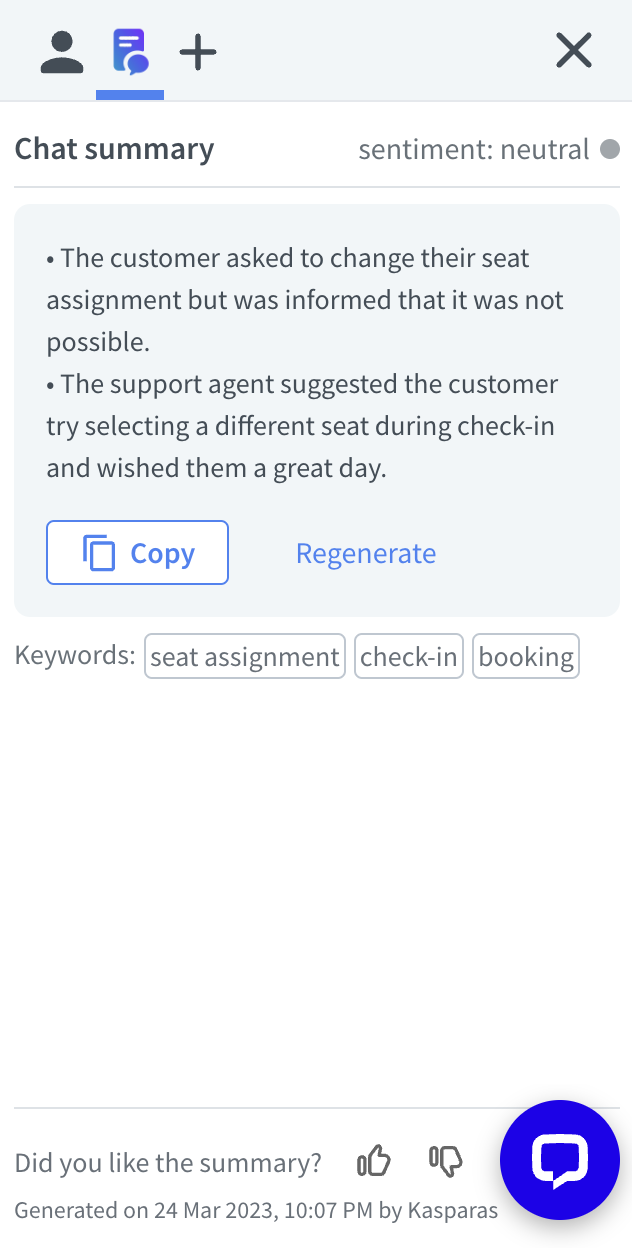 Chat summary
sentiment: neutral
• The customer asked to change their seat
assignment but was informed that it was not
possible.
• The support agent suggested the customer
try selecting a different seat during check-in
and wished them a great day.
Copy
Regenerate
Keywords: seat assignment check-in booking
Did you like the summary?
Generated on 24 Mar 2023, 10:07 PM by Kasparas